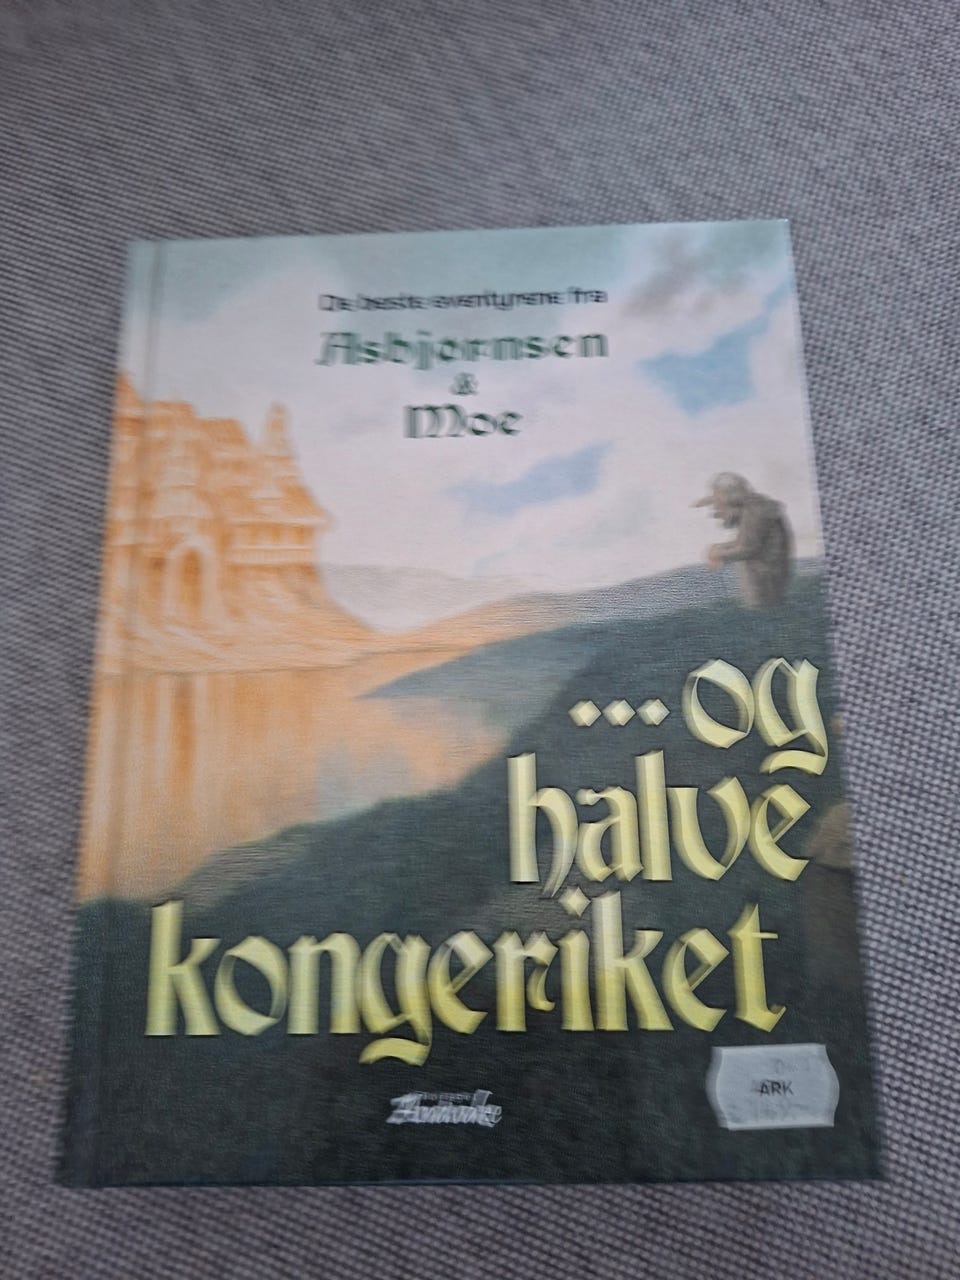 De beste eventyrene fra
Asbjørnsen
&
Moe
...og
halve
kongeriket
ARK